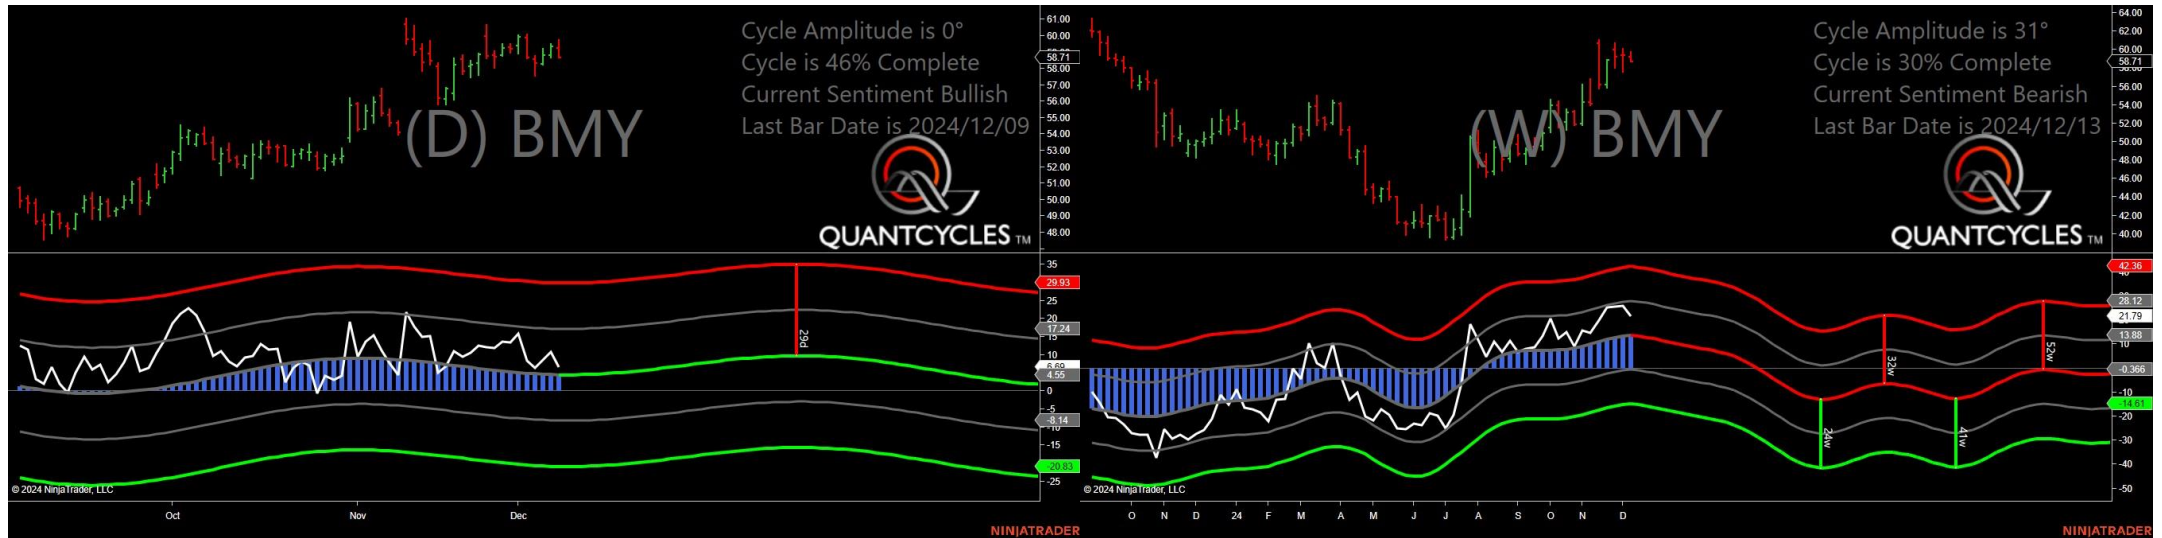 Cycle Amplitude is 0°
Cycle is 46% Complete
Current Sentiment Bullish
Last Bar Date is 2024/12/09
(D) BMY
QUANTCYCLES TM
61.00
60.00
58.71
58.00
57.00
56.00
55.00
54.00
53.00
52.00
51.00
50.00
49.00
48.00
35
29.93
25
20
17.24
15
10
6.69
4.55
0
-5
-8.14
-15
-20.83
-25
29d
© 2024 NinjaTrader, LLC
Oct Nov Dec
NINJATRADER
Cycle Amplitude is 31°
Cycle is 30% Complete
Current Sentiment Bearish
Last Bar Date is 2024/12/13
(W) BMY
QUANTCYCLES TM
64.00
62.00
60.00
58.71
56.00
54.00
52.00
50.00
48.00
46.00
44.00
42.00
40.00
42.36
28.12
21.79
13.88
10
-0.366
-10
-14.61
-20
-30
-40
-50
32w
52w
24w
41w
© 2024 NinjaTrader, LLC
O N D 24 F M A M J J A S O N D
NINJATRADER